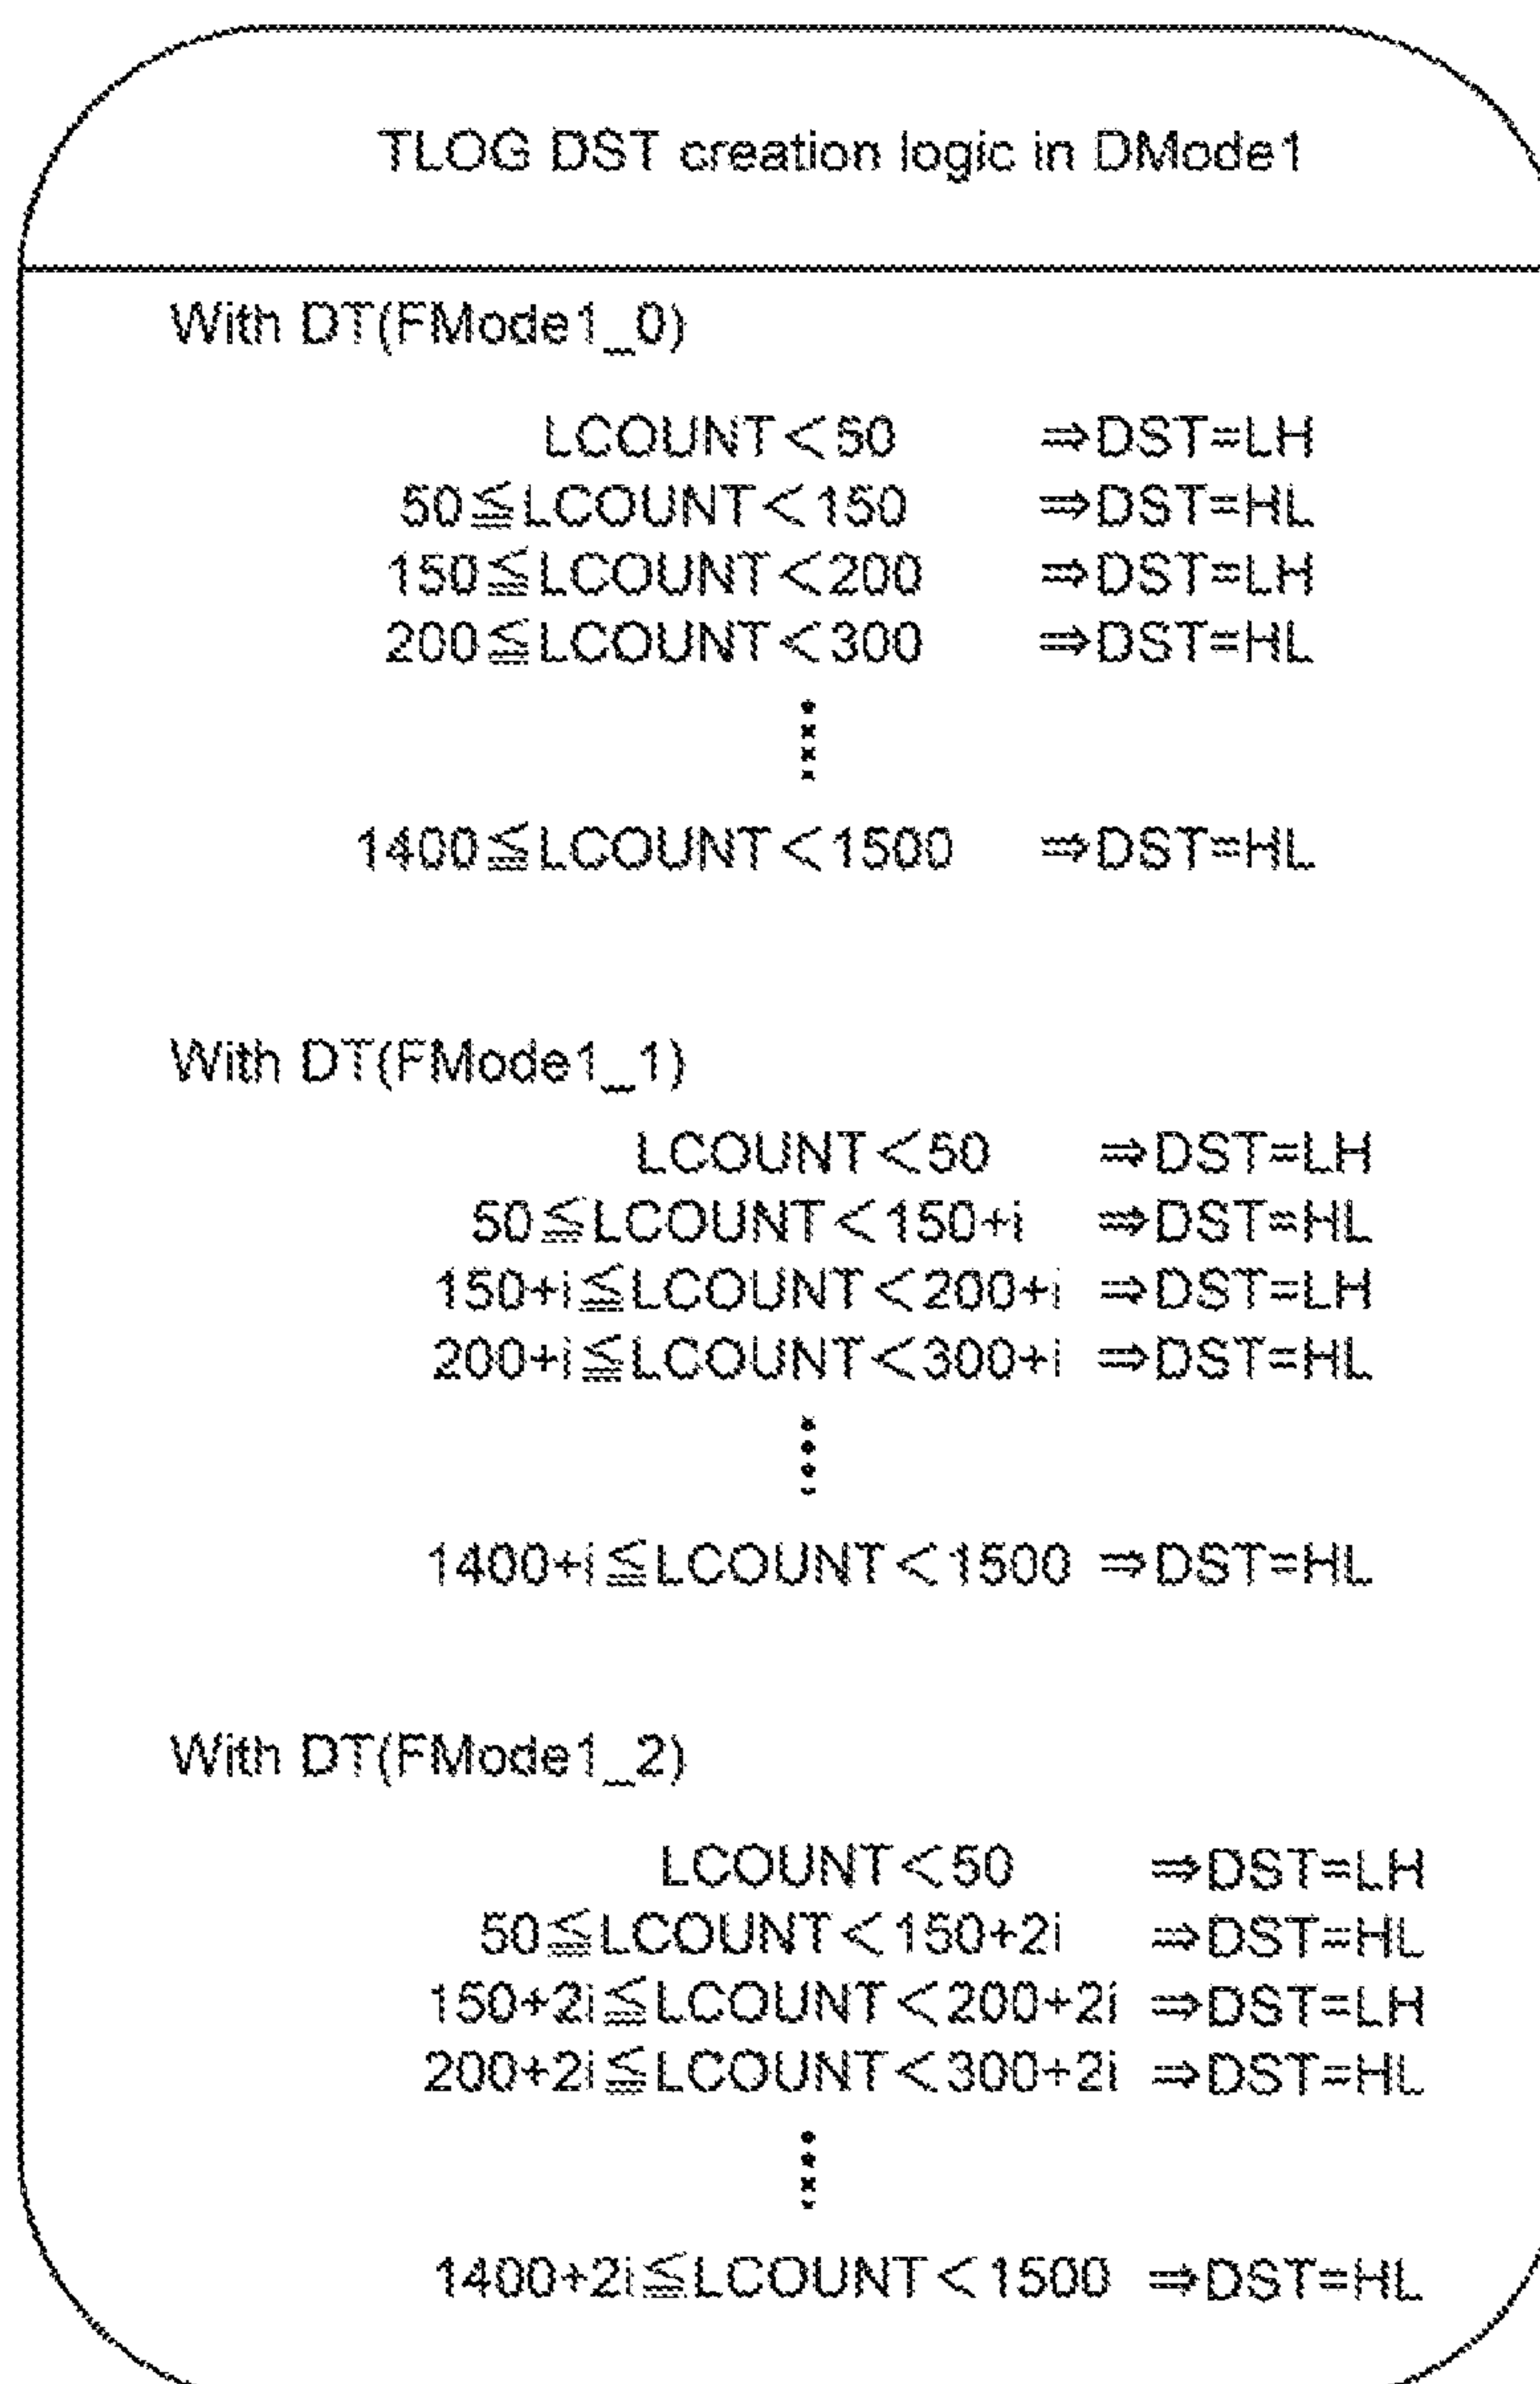 TLOG DST creation logic in DMode1
With DT(FMode1_0)
LCOUNT<50 ⇒DST=LH
50≦LCOUNT<150 ⇒DST=HL
150≦LCOUNT<200 ⇒DST=LH
200≦LCOUNT<300 ⇒DST=HL
1400≦LCOUNT<1500 ⇒DST=HL
With DT(FMode1_1)
LCOUNT<50 ⇒DST=LH
50≦LCOUNT<150+i ⇒DST=HL
150+i≦LCOUNT<200+i ⇒DST=LH
200+i≦LCOUNT<300+i ⇒DST=HL
1400+i≦LCOUNT<1500 ⇒DST=HL
With DT(FMode1_2)
LCOUNT<50 ⇒DST=LH
50≦LCOUNT<150+2i ⇒DST=HL
150+2i≦LCOUNT<200+2i ⇒DST=LH
200+2i≦LCOUNT<300+2i ⇒DST=HL
1400+2i≦LCOUNT<1500 ⇒DST=HL